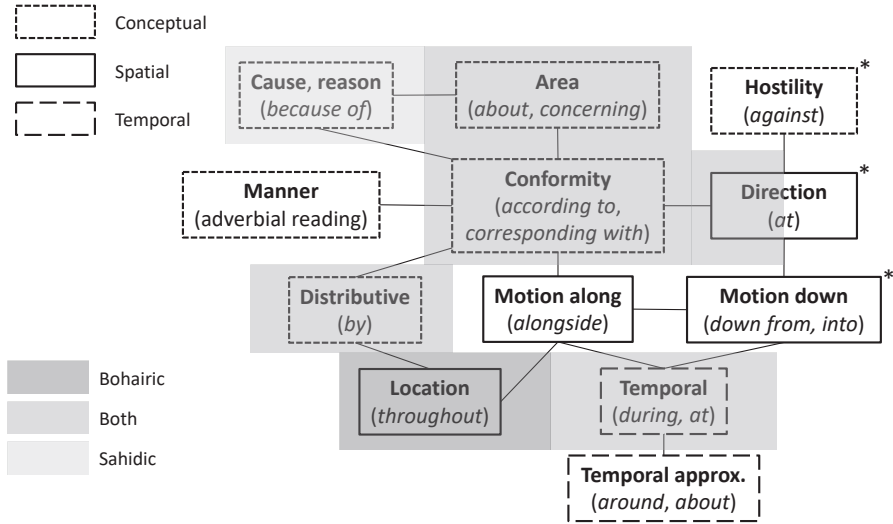 Conceptual
Spatial
Temporal
Cause, reason
(because of)
Area
(about, concerning)
Hostility
(against)
*
Manner
(adverbial reading)
Conformity
(according to,
corresponding with)
Direction
(at)
*
Distributive
(by)
Motion along
(alongside)
Motion down
(down from, into)
*
Location
(throughout)
Temporal
(during, at)
Temporal approx.
(around, about)
Bohairic
Both
Sahidic